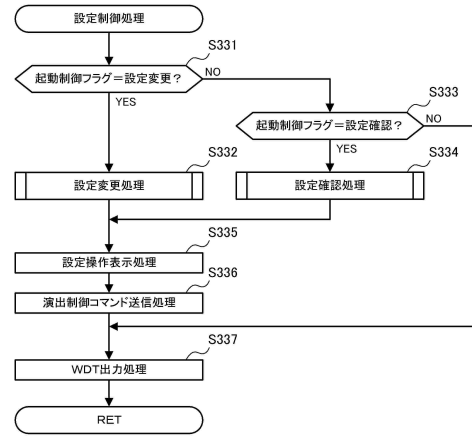 設定制御処理
S331
起動制御フラグ=設定変更?
NO
YES
S333
起動制御フラグ=設定確認?
NO
YES
S332
設定変更処理
S334
設定確認処理
S335
設定操作表示処理
S336
演出制御コマンド送信処理
S337
WDT出力処理
RET